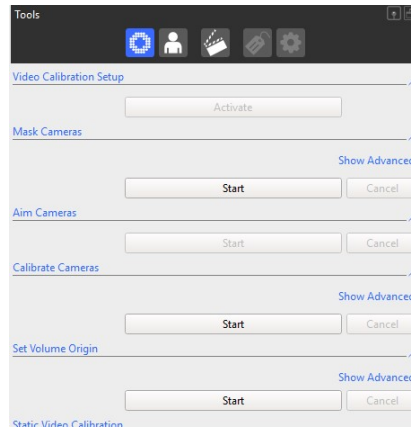 Tools
Video Calibration Setup
Activate
Mask Cameras
Show Advanced
Start Cancel
Aim Cameras
Start Cancel
Calibrate Cameras
Show Advanced
Start Cancel
Set Volume Origin
Show Advanced
Start Cancel
Static Video Calibration